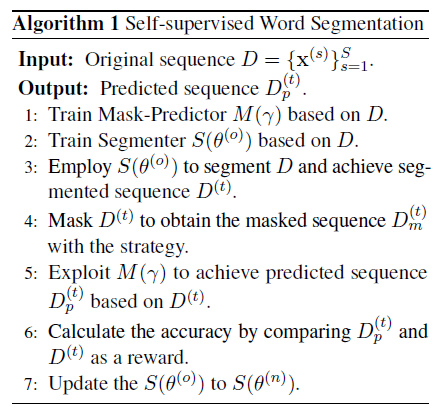 Algorithm 1 Self-supervised Word Segmentation
Input: Original sequence $D = \{\mathrm{x}^{(s)}\}_{s=1}^{S}$.
Output: Predicted sequence $D_p^{(t)}$.
1: Train Mask-Predictor $M(\gamma)$ based on $D$.
2: Train Segmenter $S(\theta^{(o)})$ based on $D$.
3: Employ $S(\theta^{(o)})$ to segment $D$ and achieve seg-
mented sequence $D^{(t)}$.
4: Mask $D^{(t)}$ to obtain the masked sequence $D_m^{(t)}$
with the strategy.
5: Exploit $M(\gamma)$ to achieve predicted sequence
$D_p^{(t)}$ based on $D^{(t)}$.
6: Calculate the accuracy by comparing $D_p^{(t)}$ and
$D^{(t)}$ as a reward.
7: Update the $S(\theta^{(o)})$ to $S(\theta^{(n)})$.